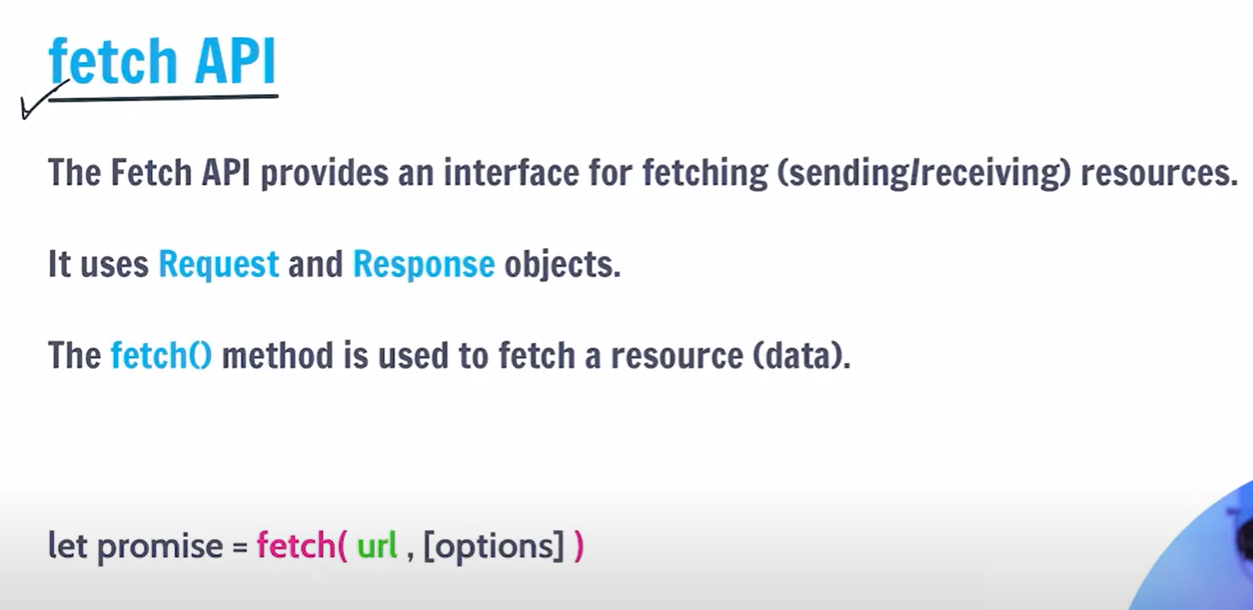 fetch API
The Fetch API provides an interface for fetching (sending/receiving) resources.
It uses Request and Response objects.
The fetch() method is used to fetch a resource (data).
let promise = fetch( url , [options] )